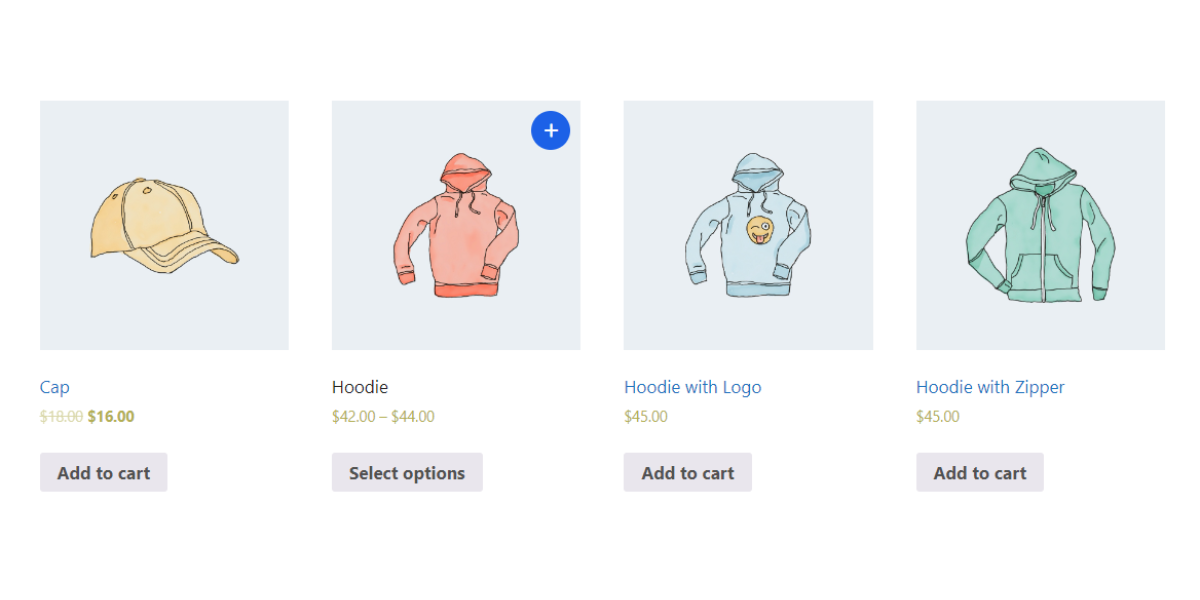 +
Cap
$18.00 $16.00
Add to cart
Hoodie
$42.00 – $44.00
Select options
Hoodie with Logo
$45.00
Add to cart
Hoodie with Zipper
$45.00
Add to cart